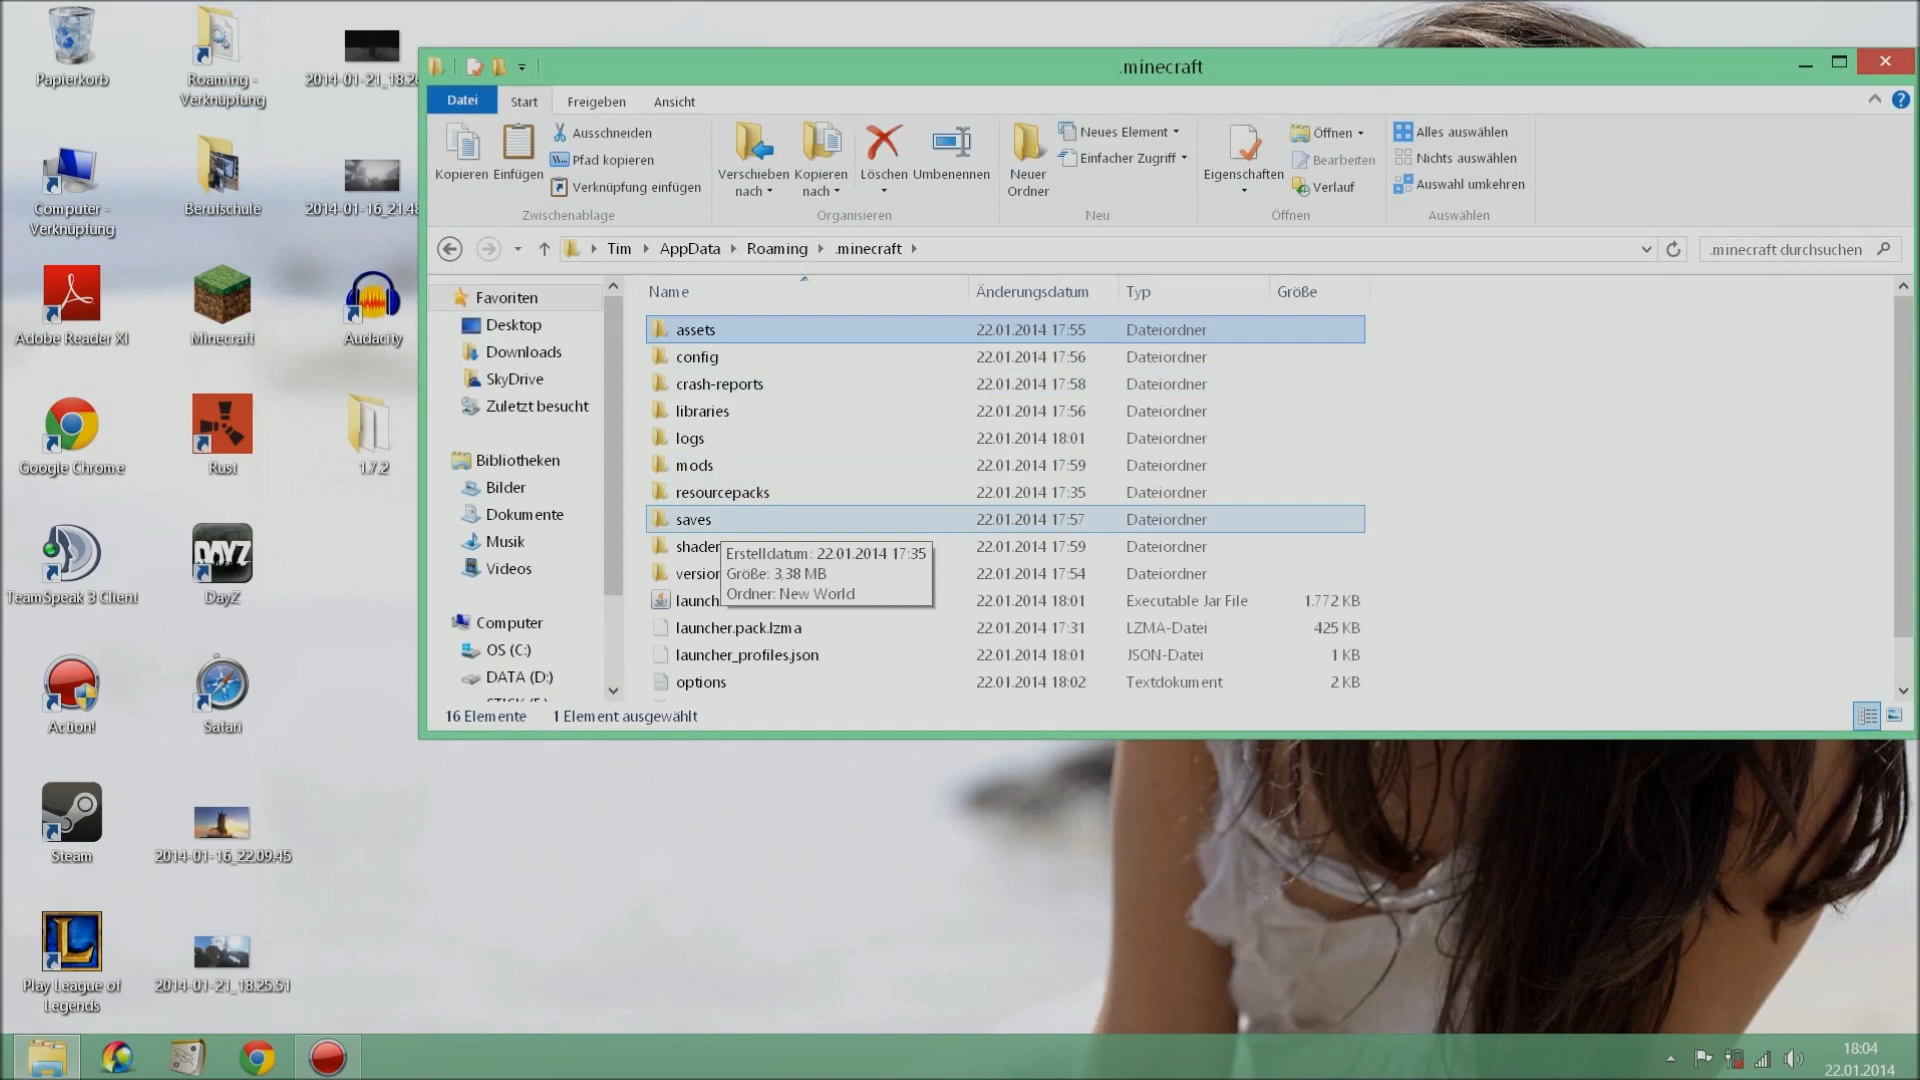 Papierkorb
Roaming - Verknüpfung
2014-01-21_18.26
Computer - Verknüpfung
Berufschule
2014-01-16_21.48
Adobe Reader XI
Minecraft
Audacity
Google Chrome
Rust
1.7.2
TeamSpeak 3 Client
DayZ
Action!
Safari
Steam
2014-01-16_22.09.45
Play League of Legends
2014-01-21_18.25.51
.minecraft
Datei
Start
Freigeben
Ansicht
Kopieren
Einfügen
Ausschneiden
Pfad kopieren
Verknüpfung einfügen
Zwischenablage
Verschieben nach
Kopieren nach
Löschen
Umbenennen
Organisieren
Neuer Ordner
Neues Element
Einfacher Zugriff
Neu
Eigenschaften
Öffnen
Bearbeiten
Verlauf
Öffnen
Alles auswählen
Nichts auswählen
Auswahl umkehren
Auswählen
Tim
AppData
Roaming
.minecraft
.minecraft durchsuchen
Favoriten
Desktop
Downloads
SkyDrive
Zuletzt besucht
Bibliotheken
Bilder
Dokumente
Musik
Videos
Computer
OS (C:)
DATA (D:)
Name Änderungsdatum Typ Größe
assets 22.01.2014 17:55 Dateiordner
config 22.01.2014 17:56 Dateiordner
crash-reports 22.01.2014 17:58 Dateiordner
libraries 22.01.2014 17:56 Dateiordner
logs 22.01.2014 18:01 Dateiordner
mods 22.01.2014 17:59 Dateiordner
resourcepacks 22.01.2014 17:35 Dateiordner
saves 22.01.2014 17:57 Dateiordner
shader 22.01.2014 17:59 Dateiordner
version 22.01.2014 17:54 Dateiordner
launch 22.01.2014 18:01 Executable Jar File 1.772 KB
launcher.pack.lzma 22.01.2014 17:31 LZMA-Datei 425 KB
launcher_profiles.json 22.01.2014 18:01 JSON-Datei 1 KB
options 22.01.2014 18:02 Textdokument 2 KB
Erstelldatum: 22.01.2014 17:35
Größe: 3,38 MB
Ordner: New World
16 Elemente 1 Element ausgewählt
18:04
22.01.2014